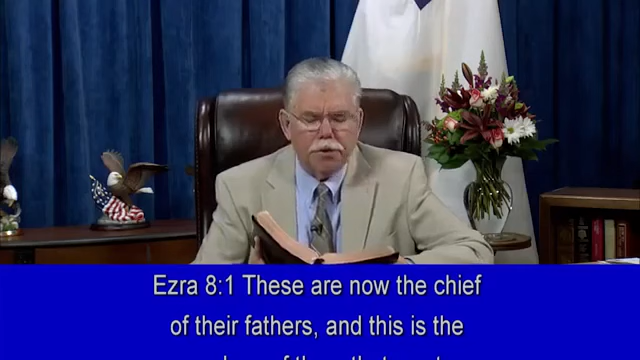 Ezra 8:1 These are now the chief
of their fathers, and this is the